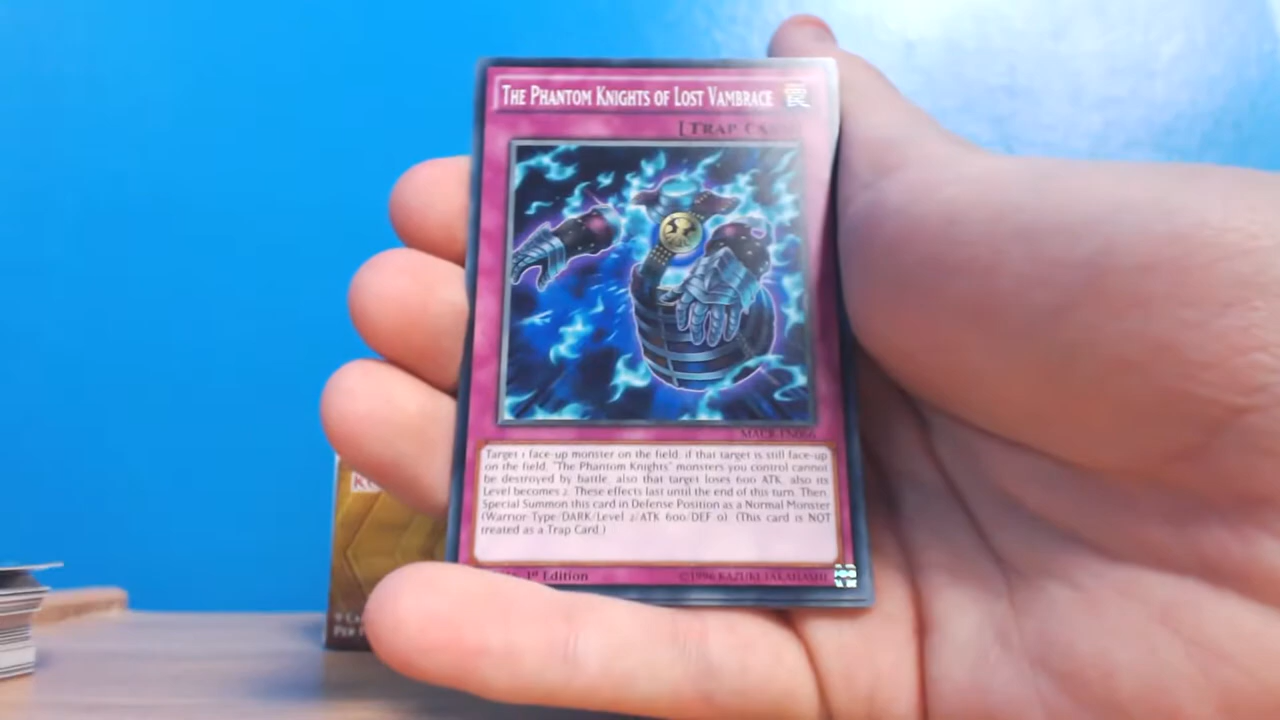 THE PHANTOM KNIGHTS OF LOST VAMBRACE
[TRAP CARD
MACR-EN066
Target 1 face-up monster on the field; if that target is still face-up
on the field, "The Phantom Knights" monsters you control cannot
be destroyed by battle, also that target loses 600 ATK, also its
Level becomes 2. These effects last until the end of this turn. Then,
Special Summon this card in Defense Position as a Normal Monster
(Warrior-Type/DARK/Level 2/ATK 600/DEF 0). (This card is NOT
treated as a Trap Card.)
1st Edition
©1996 KAZUKI TAKAHASHI